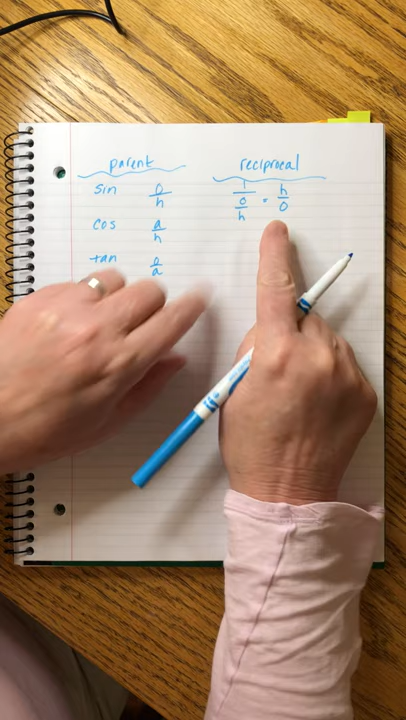 parent reciprocal
sin o/h 1/(o/h) = h/o
cos a/h
tan o/a